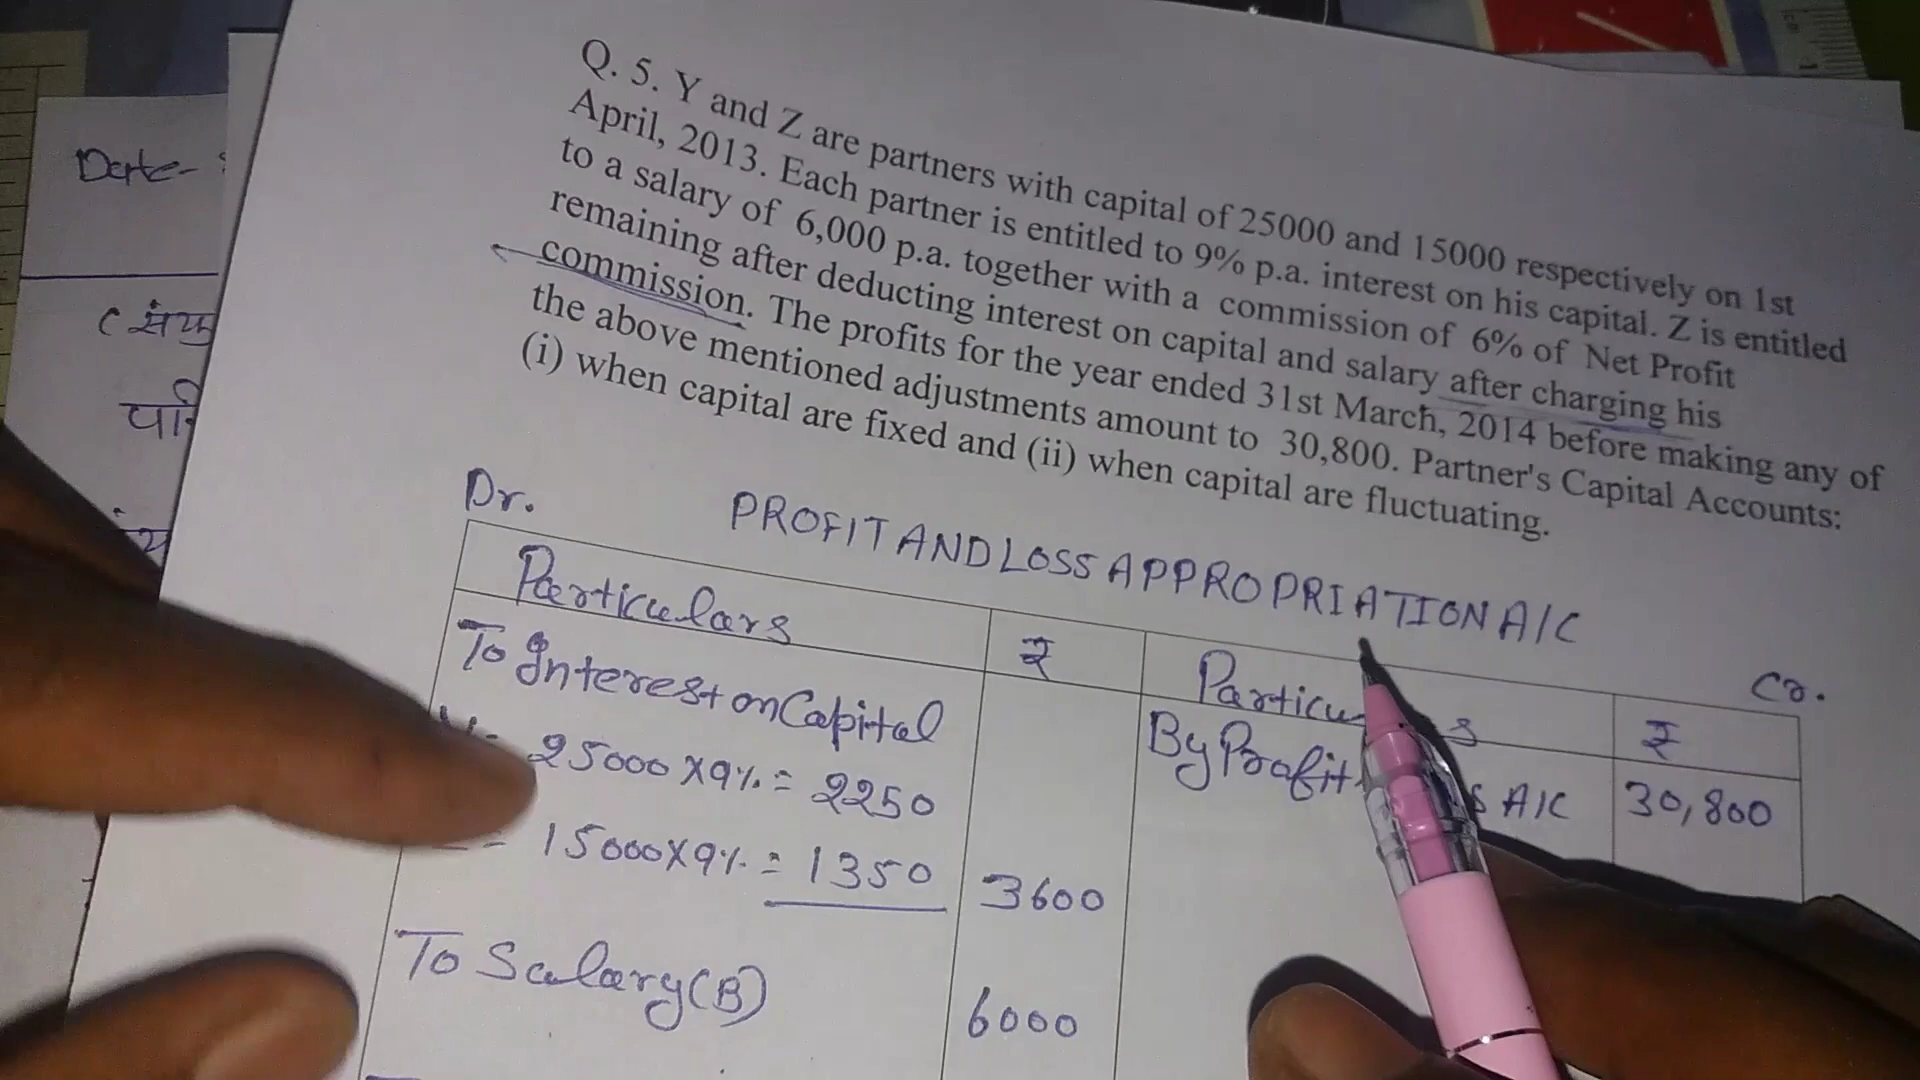 Q. 5. Y and Z are partners with capital of 25000 and 15000 respectively on 1st
April, 2013. Each partner is entitled to 9% p.a. interest on his capital. Z is entitled
to a salary of 6,000 p.a. together with a commission of 6% of Net Profit
remaining after deducting interest on capital and salary after charging his
commission. The profits for the year ended 31st March, 2014 before making any of
the above mentioned adjustments amount to 30,800. Partner's Capital Accounts:
(i) when capital are fixed and (ii) when capital are fluctuating.
Date-
Dr. PROFIT AND LOSS APPROPRIATION A/C Cr.
Particulars ₹ Particu s ₹
To Interest on Capital By Profit s A/C 30,800
25000 X 9% = 2250
= 15000 X 9% = 1350 3600
To Salary (B) 6000